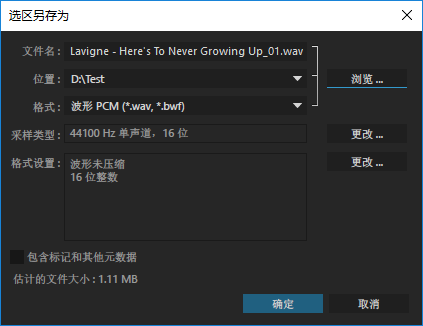 选区另存为
文件名: Lavigne - Here's To Never Growing Up_01.wav
位置: D:\Test 浏览 ...
格式: 波形 PCM (*.wav, *.bwf)
采样类型: 44100 Hz 单声道, 16 位 更改 ...
格式设置: 波形未压缩 更改 ...
16 位整数
包含标记和其他元数据
估计的文件大小: 1.11 MB
确定 取消